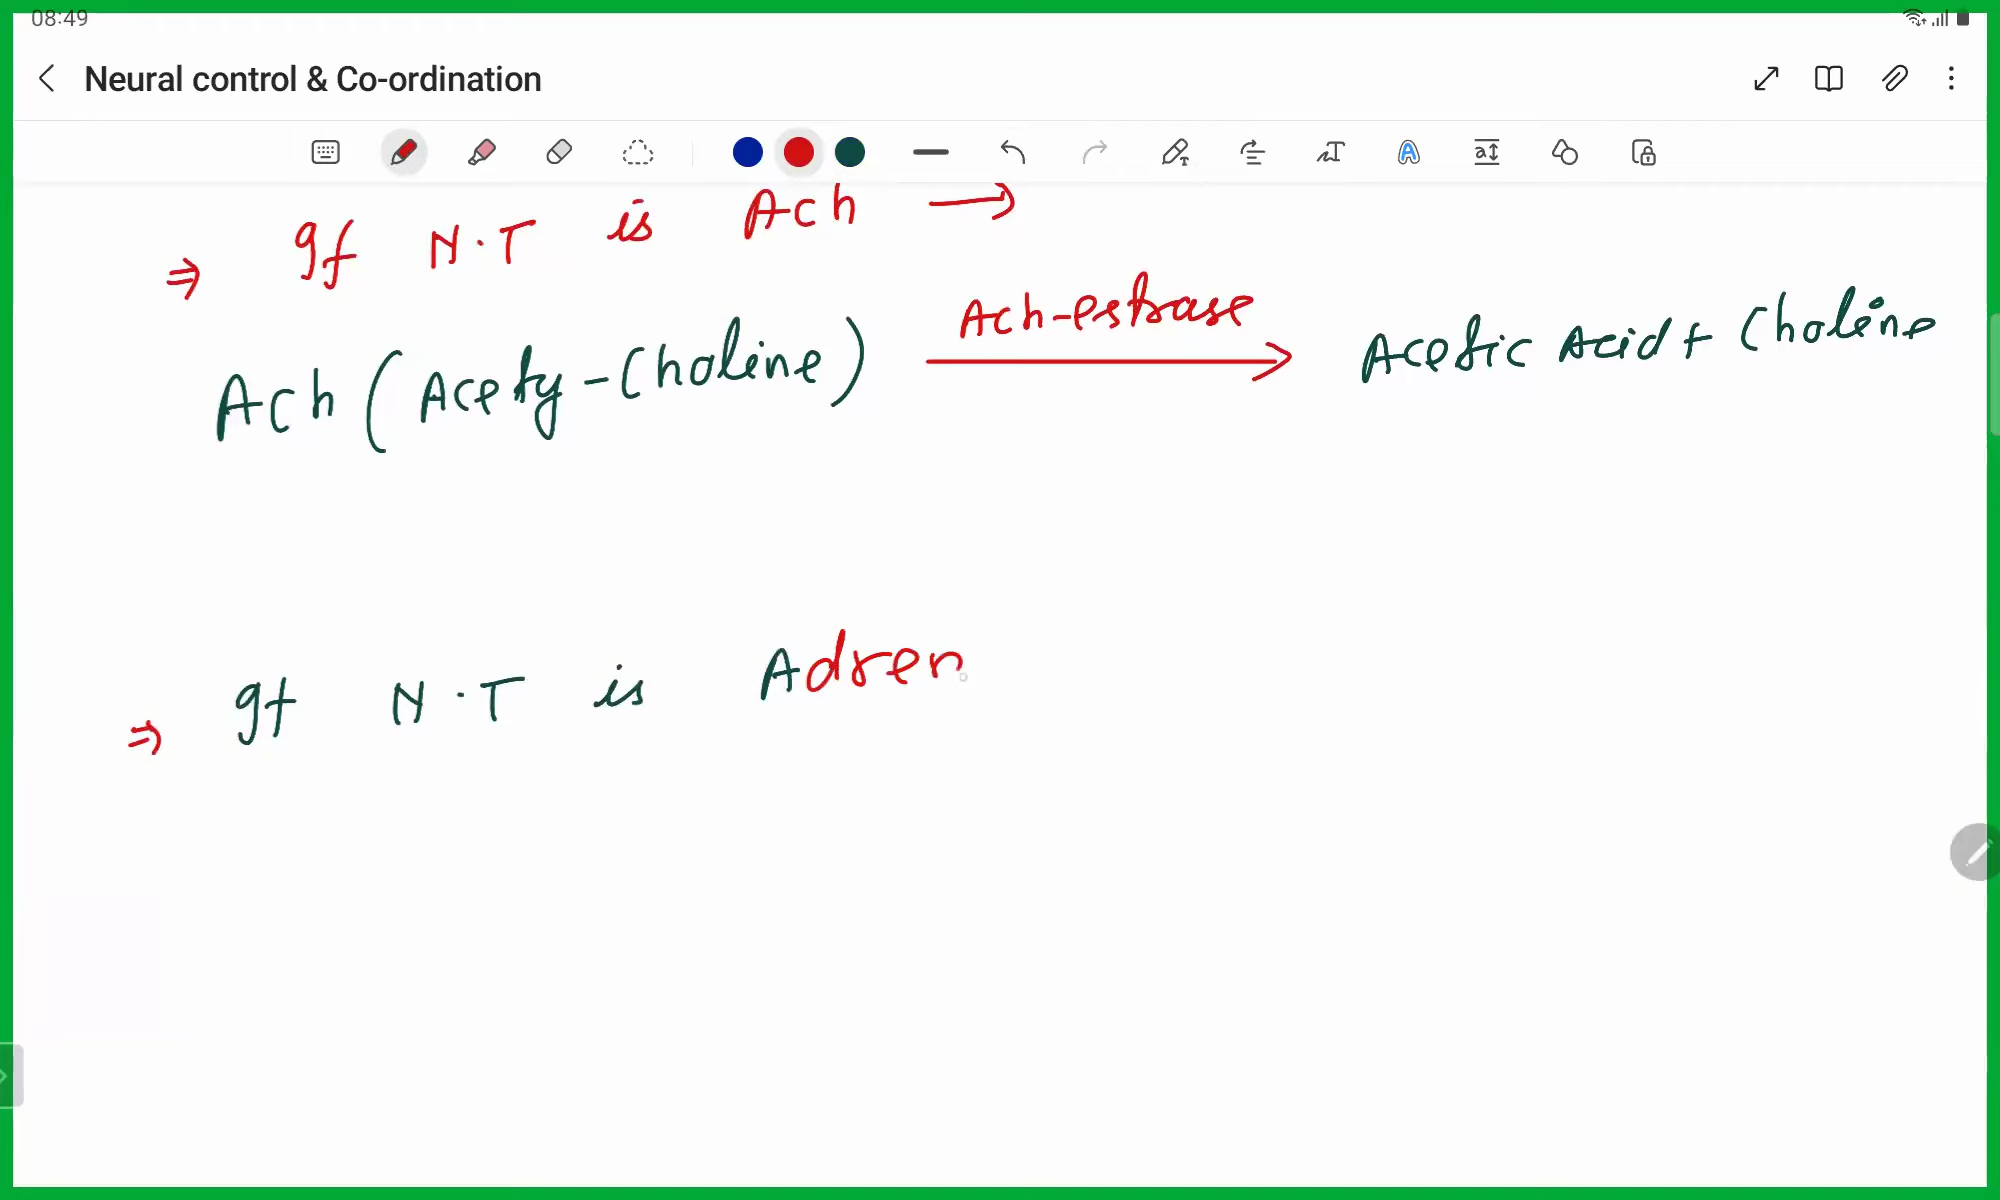 08:49
Neural control & Co-ordination
⇒ If N.T is Ach →
Ach-estrase
Ach (Acety-Choline) → Acetic Acid + Choline
⇒ If N.T is Adren